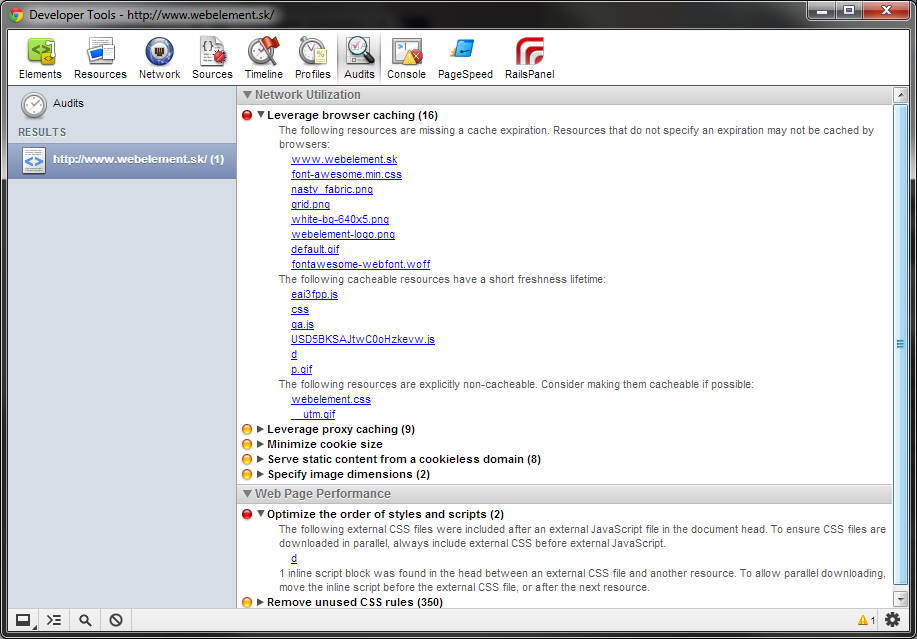 Developer Tools - http://www.webelement.sk/
Elements Resources Network Sources Timeline Profiles Audits Console PageSpeed RailsPanel
Audits
RESULTS
http://www.webelement.sk/ (1)
Network Utilization
Leverage browser caching (16)
The following resources are missing a cache expiration. Resources that do not specify an expiration may not be cached by
browsers:
www.webelement.sk
font-awesome.min.css
nasty_fabric.png
grid.png
white-bg-640x5.png
webelement-logo.png
default.gif
fontawesome-webfont.woff
The following cacheable resources have a short freshness lifetime:
eai3fpp.js
css
ga.js
USD5BKSAJtwC0oHzkevw.js
d
p.gif
The following resources are explicitly non-cacheable. Consider making them cacheable if possible:
webelement.css
__utm.gif
Leverage proxy caching (9)
Minimize cookie size
Serve static content from a cookieless domain (8)
Specify image dimensions (2)
Web Page Performance
Optimize the order of styles and scripts (2)
The following external CSS files were included after an external JavaScript file in the document head. To ensure CSS files are
downloaded in parallel, always include external CSS before external JavaScript.
d
1 inline script block was found in the head between an external CSS file and another resource. To allow parallel downloading,
move the inline script before the external CSS file, or after the next resource.
Remove unused CSS rules (350)
1